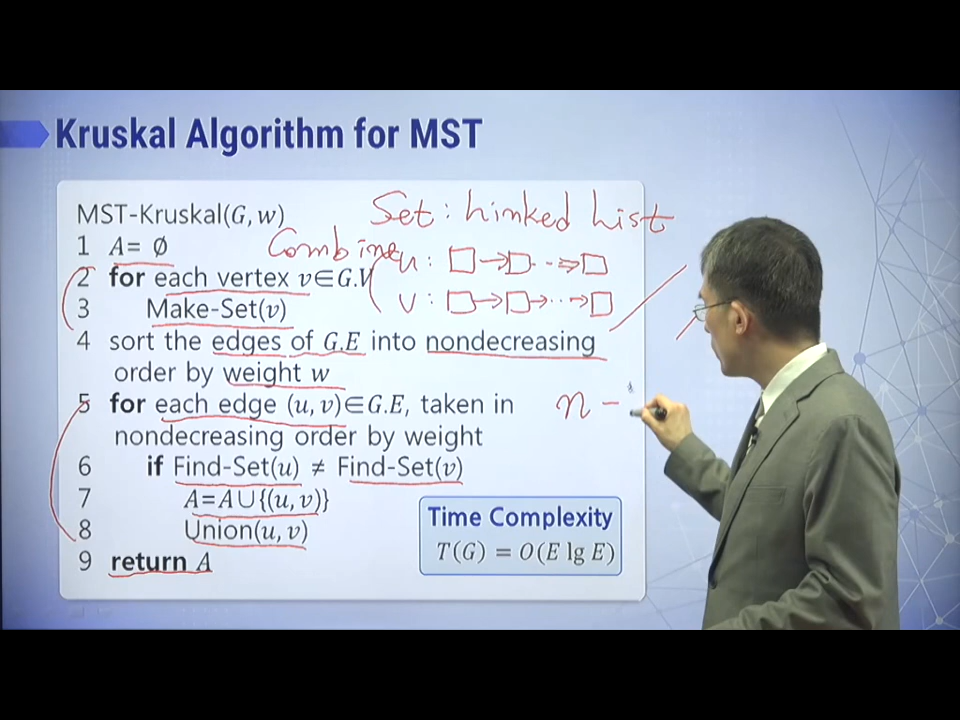 Kruskal Algorithm for MST
MST-Kruskal(G, w)
Set : Linked List
1 A= ∅
Combine
2 for each vertex v∈G.V
u : □→□··⇒□
3 Make-Set(v)
v : □→□→··→□
4 sort the edges of G.E into nondecreasing
order by weight w
5 for each edge (u, v)∈G.E, taken in
n -
nondecreasing order by weight
6 if Find-Set(u) ≠ Find-Set(v)
7 A=A∪{(u, v)}
8 Union(u, v)
9 return A
Time Complexity
T(G) = O(E lg E)